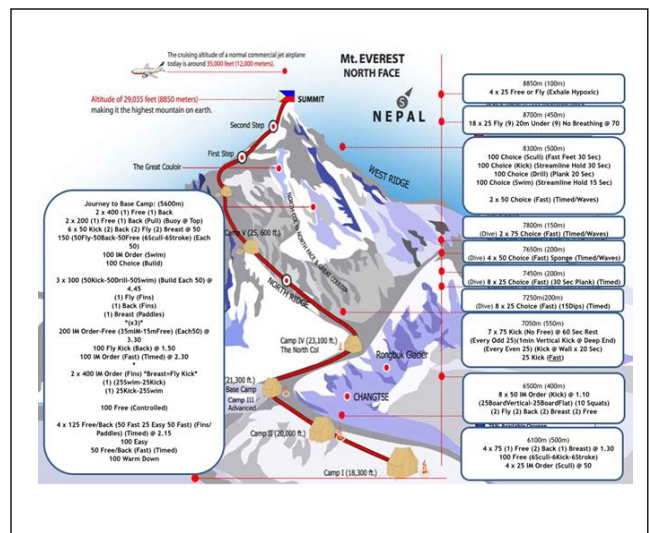 The cruising altitude of a normal commercial jet airplane
today is around 35,000 feet (12,000 meters).
Mt. EVEREST
NORTH FACE
S
NEPAL
SUMMIT
Altitude of 29,035 feet (8850 meters)
making it the highest mountain on earth.
Second Step
First Step
The Great Couloir
WEST RIDGE
NORTH COL to NORTH FACE & GREAT COULTER
Camp V (25, 600 ft.)
NORTH RIDGE
Camp IV (23,100 ft.)
The North Col
Rongbuk Glacier
CHANGTSE
(21,300 ft.)
Base Camp
Camp III
Advanced
Camp II (20,000 ft.)
Camp I (18,300 ft.)
Journey to Base Camp: (5600m)
2 x 400 (1) Free (1) Back
2 x 200 (1) Free (1) Back (Pull) (Buoy @ Top)
6 x 50 Kick (2) Back (2) Fly (2) Breast @ 50
150 (50Fly-50Back-50Free (6Scull-6Stroke) (Each
50)
100 IM Order (Swim)
100 Choice (Build)
3 x 300 (50Kick-50Drill-50Swim) (Build Each 50) @
4.45
(1) Fly (Fins)
(1) Back (Fins)
(1) Breast (Paddles)
*(x3)*
200 IM Order-Free (35mIM-15mFree) (Each50) @
3.30
100 Fly Kick (Back) @ 1.50
100 IM Order (Fast) (Timed) @ 2.30
*
2 x 400 IM Order (Fins) *Breast=Fly Kick*
(1) (25Swim-25Kick)
(1) 25Kick-25Swim
100 Free (Controlled)
4 x 125 Free/Back (50 Fast 25 Easy 50 Fast) (Fins/
Paddles) (Timed) @ 2.15
100 Easy
50 Free/Back (Fast) (Timed)
100 Warm Down
8850m (100m)
4 x 25 Free or Fly (Exhale Hypoxic)
8700m (450m)
18 x 25 Fly (9) 20m Under (9) No Breathing @ 70
8300m (500m)
100 Choice (Scull) (Fast Feet 30 Sec)
100 Choice (Kick) (Streamline Hold 30 Sec)
100 Choice (Drill) (Plank 20 Sec)
100 Choice (Swim) (Streamline Hold 15 Sec)
2 x 50 Choice (Fast) (Timed/Waves)
7800m (150m)
(Dive) 2 x 75 Choice (Fast) (Timed/Waves)
7650m (200m)
(Dive) 4 x 50 Choice (Fast) Sponge (Timed/Waves)
7450m (200m)
(Dive) 8 x 25 Choice (Fast) (30 Sec Plank) (Timed)
7250m(200m)
(Dive) 8 x 25 Choice (Fast) (15Dips) (Timed)
7050m (550m)
7 x 75 Kick (No Free) @ 60 Sec Rest
(Every Odd 25)(1min Vertical Kick @ Deep End)
(Every Even 25) (Kick @ Wall x 20 Sec)
25 Kick (Fast)
6500m (400m)
8 x 50 IM Order (Kick) @ 1.10
(25BoardVertical-25BoardFlat) (10 Squats)
(2) Fly (2) Back (2) Breast (2) Free
6100m (500m)
4 x 75 (1) Free (2) Back (1) Breast) @ 1.30
100 Free (6Scull-6Kick-6Stroke)
4 x 25 IM Order (Scull) @ 50